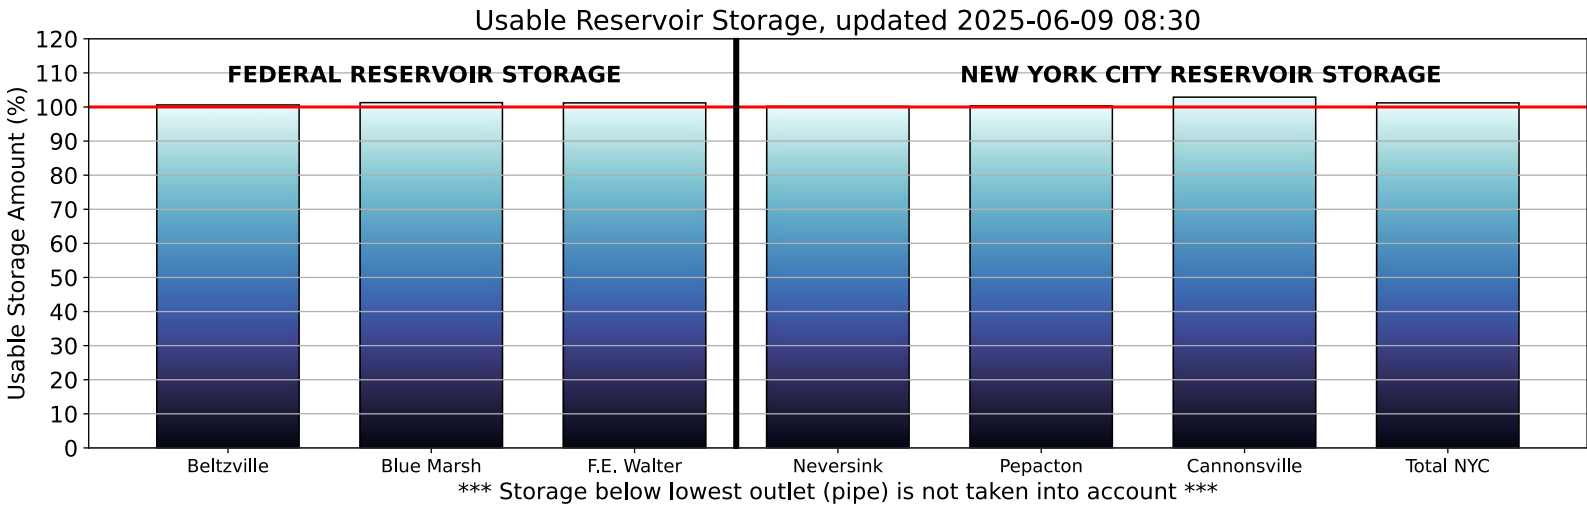 Usable Reservoir Storage, updated 2025-06-09 08:30
FEDERAL RESERVOIR STORAGE
NEW YORK CITY RESERVOIR STORAGE
Usable Storage Amount (%)
120
110
100
90
80
70
60
50
40
30
20
10
0
Beltzville
Blue Marsh
F.E. Walter
Neversink
Pepacton
Cannonsville
Total NYC
*** Storage below lowest outlet (pipe) is not taken into account ***